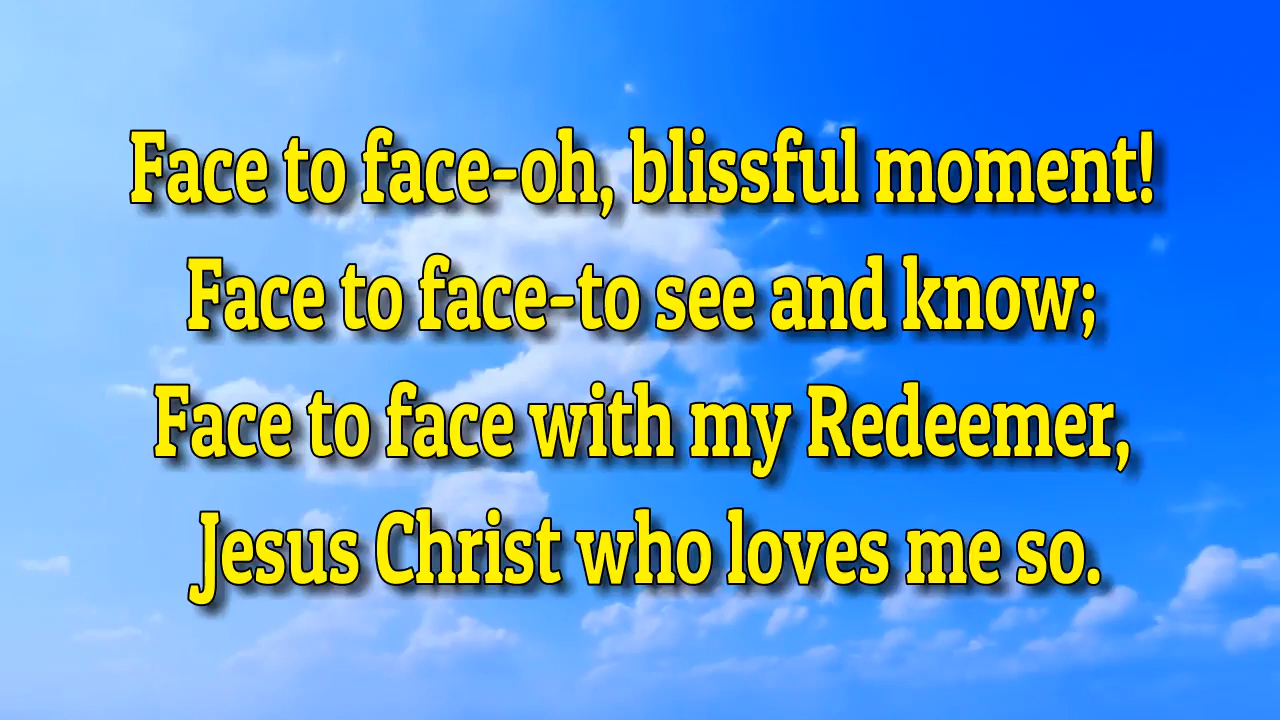 Face to face-oh, blissful moment!
Face to face-to see and know;
Face to face with my Redeemer,
Jesus Christ who loves me so.